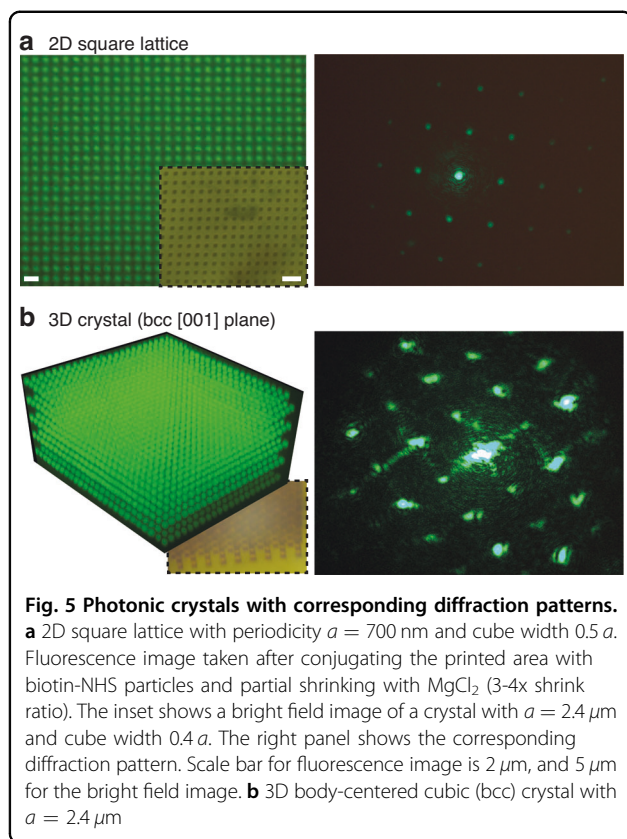 a 2D square lattice
b 3D crystal (bcc [001] plane)
Fig. 5 Photonic crystals with corresponding diffraction patterns.
a 2D square lattice with periodicity a = 700 nm and cube width 0.5 a.
Fluorescence image taken after conjugating the printed area with
biotin-NHS particles and partial shrinking with MgCl₂ (3-4x shrink
ratio). The inset shows a bright field image of a crystal with a = 2.4 μm
and cube width 0.4 a. The right panel shows the corresponding
diffraction pattern. Scale bar for fluorescence image is 2 μm, and 5 μm
for the bright field image. b 3D body-centered cubic (bcc) crystal with
a = 2.4 μm